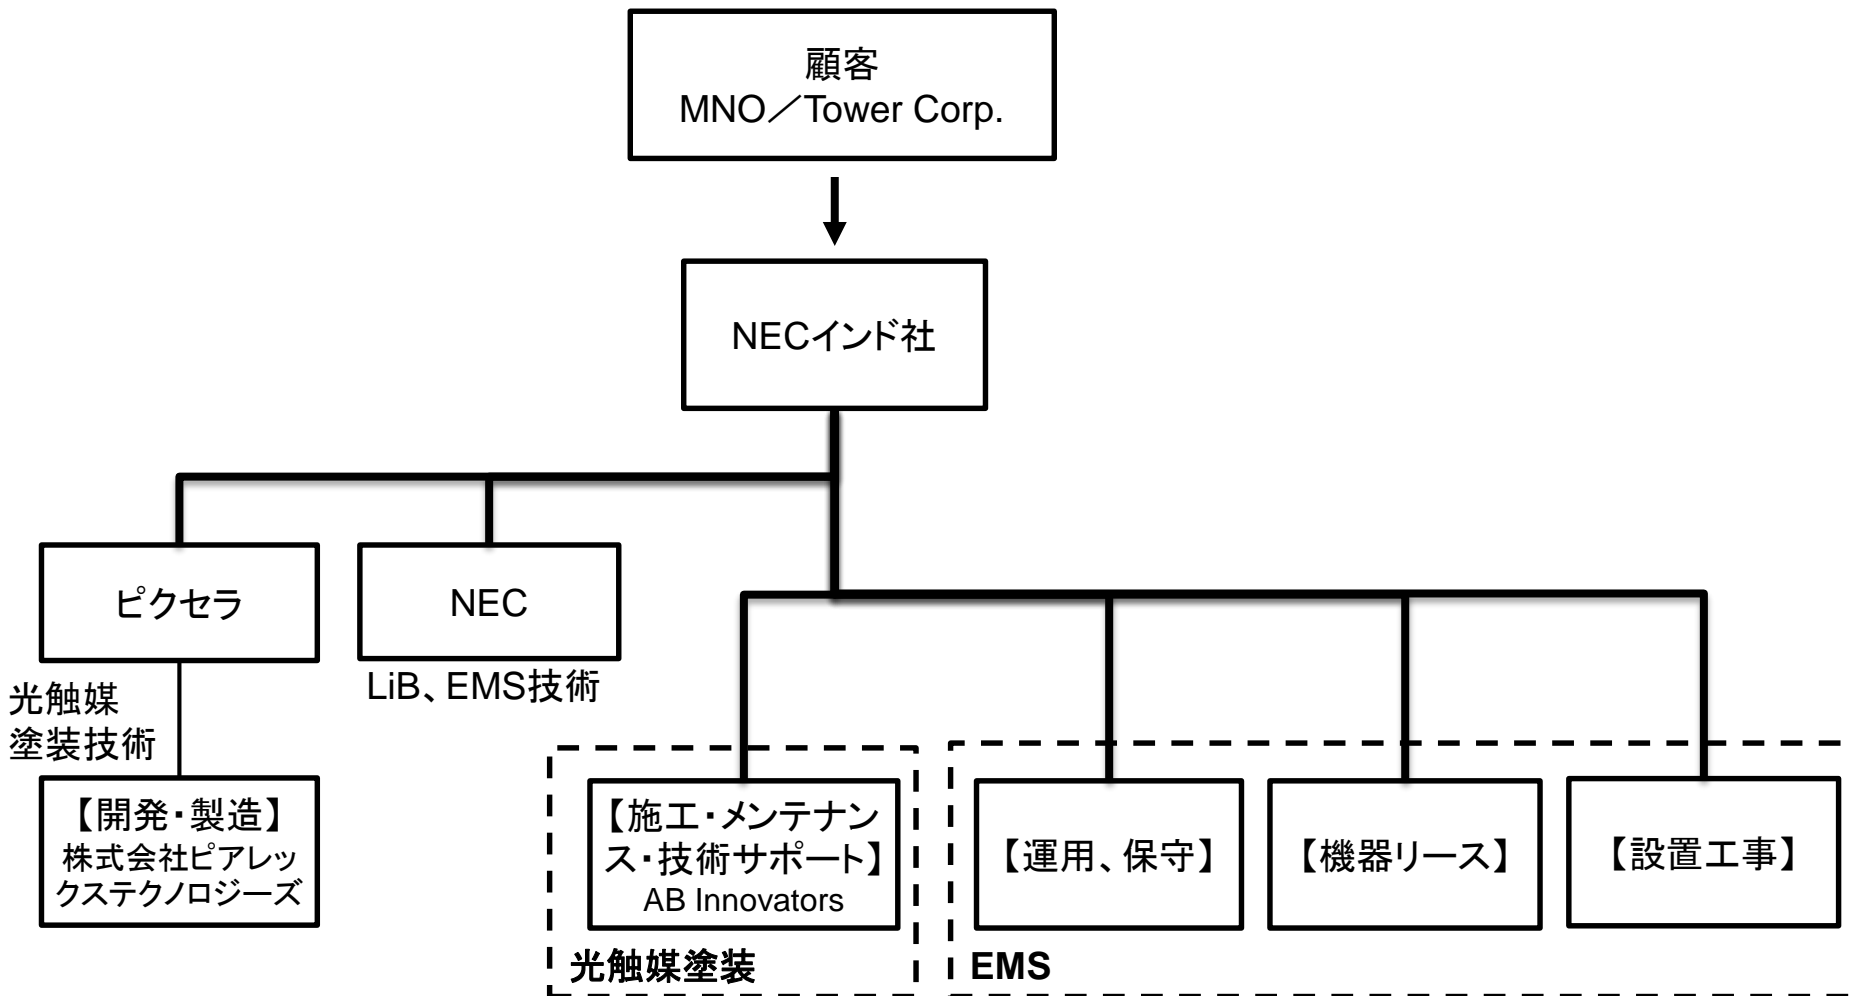 顧客
MNO／Tower Corp.
NECインド社
ピクセラ
NEC
LiB、EMS技術
光触媒
塗装技術
【開発・製造】
株式会社ピアレッ
クステクノロジーズ
【施工・メンテナン
ス・技術サポート】
AB Innovators
光触媒塗装
【運用、保守】
【機器リース】
【設置工事】
EMS